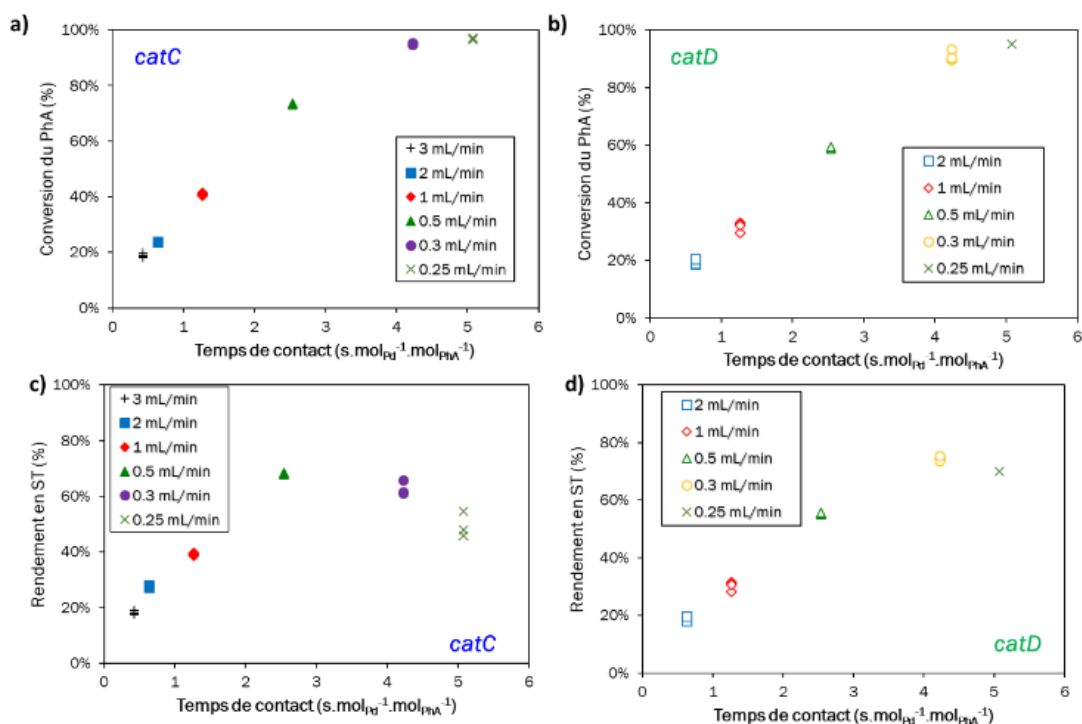 a)
catC
Conversion du PhA (%)
100%
80%
60%
40%
20%
0%
+ 3 mL/min
2 mL/min
1 mL/min
0.5 mL/min
0.3 mL/min
× 0.25 mL/min
0 1 2 3 4 5 6
Temps de contact (s.molPd-1.molPhA-1)
b)
catD
Conversion du PhA (%)
100%
80%
60%
40%
20%
0%
2 mL/min
1 mL/min
0.5 mL/min
0.3 mL/min
× 0.25 mL/min
0 1 2 3 4 5 6
Temps de contact (s.molPd-1.molPhA-1)
c)
Rendement en ST (%)
100%
80%
60%
40%
20%
0%
+ 3 mL/min
2 mL/min
1 mL/min
0.5 mL/min
0.3 mL/min
× 0.25 mL/min
catC
0 1 2 3 4 5 6
Temps de contact (s.molPd-1.molPhA-1)
d)
Rendement en ST (%)
100%
80%
60%
40%
20%
0%
2 mL/min
1 mL/min
0.5 mL/min
0.3 mL/min
× 0.25 mL/min
catD
0 1 2 3 4 5 6
Temps de contact (s.molPd-1.molPhA-1)